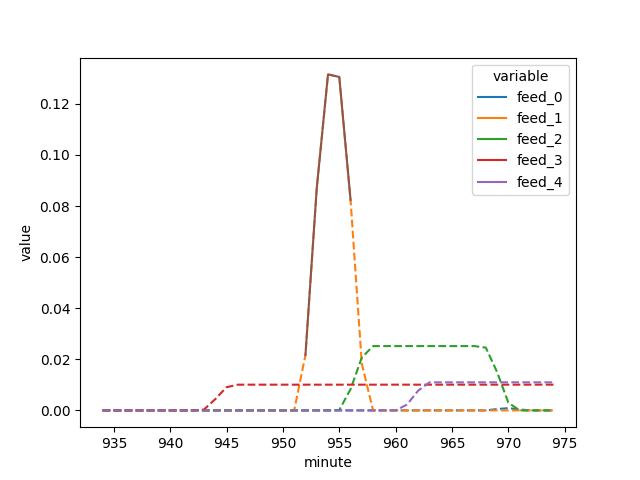 variable
feed_0
feed_1
feed_2
feed_3
feed_4
value
0.12
0.10
0.08
0.06
0.04
0.02
0.00
935 940 945 950 955 960 965 970 975
minute